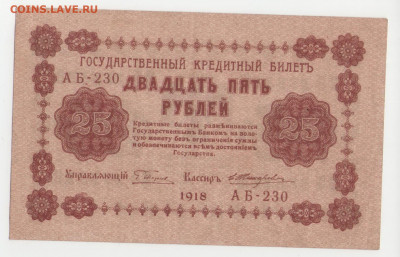 COINS.LAVE.RU
ГОСУДАРСТВЕННЫЙ КРЕДИТНЫЙ БИЛЕТЪ
АБ-230
ДВАДЦАТЬ ПЯТЬ
РУБЛЕЙ
25
25
Кредитные билеты размѣниваются
Государственнымъ Банкомъ на золо-
тую монету безъ ограниченія суммы
и обезпечиваются всѣмъ достояніемъ
Государства.
Управляющій
Кассиръ
1918
АБ-230